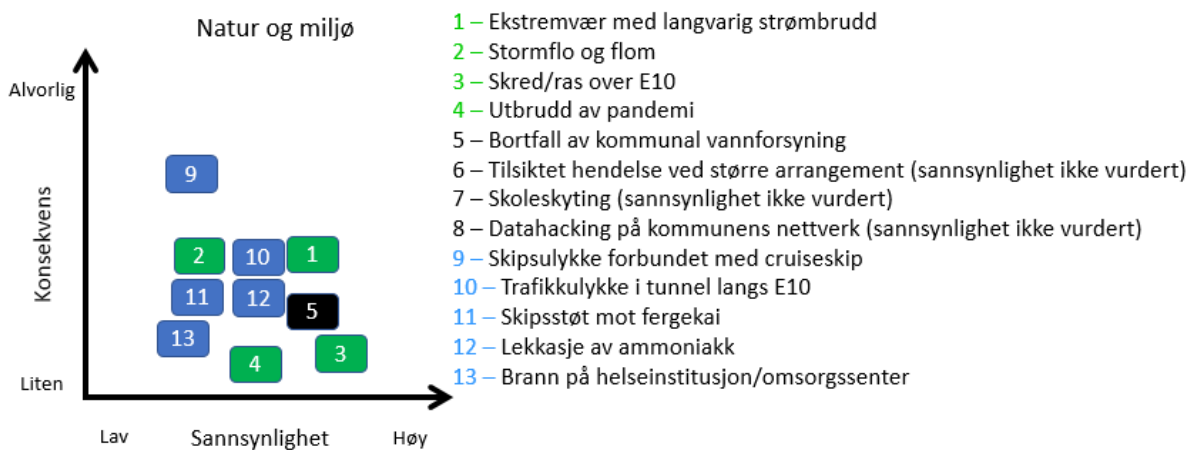 Natur og miljø
Alvorlig
Konsekvens
Liten
9
2
10
1
11
12
5
13
4
3
Lav
Sannsynlighet
Høy
1 – Ekstremvær med langvarig strømbrudd
2 – Stormflo og flom
3 – Skred/ras over E10
4 – Utbrudd av pandemi
5 – Bortfall av kommunal vannforsyning
6 – Tilsiktet hendelse ved større arrangement (sannsynlighet ikke vurdert)
7 – Skoleskyting (sannsynlighet ikke vurdert)
8 – Datahacking på kommunens nettverk (sannsynlighet ikke vurdert)
9 – Skipsulykke forbundet med cruiseskip
10 – Trafikkulykke i tunnel langs E10
11 – Skipsstøt mot fergekai
12 – Lekkasje av ammoniakk
13 – Brann på helseinstitusjon/omsorgssenter